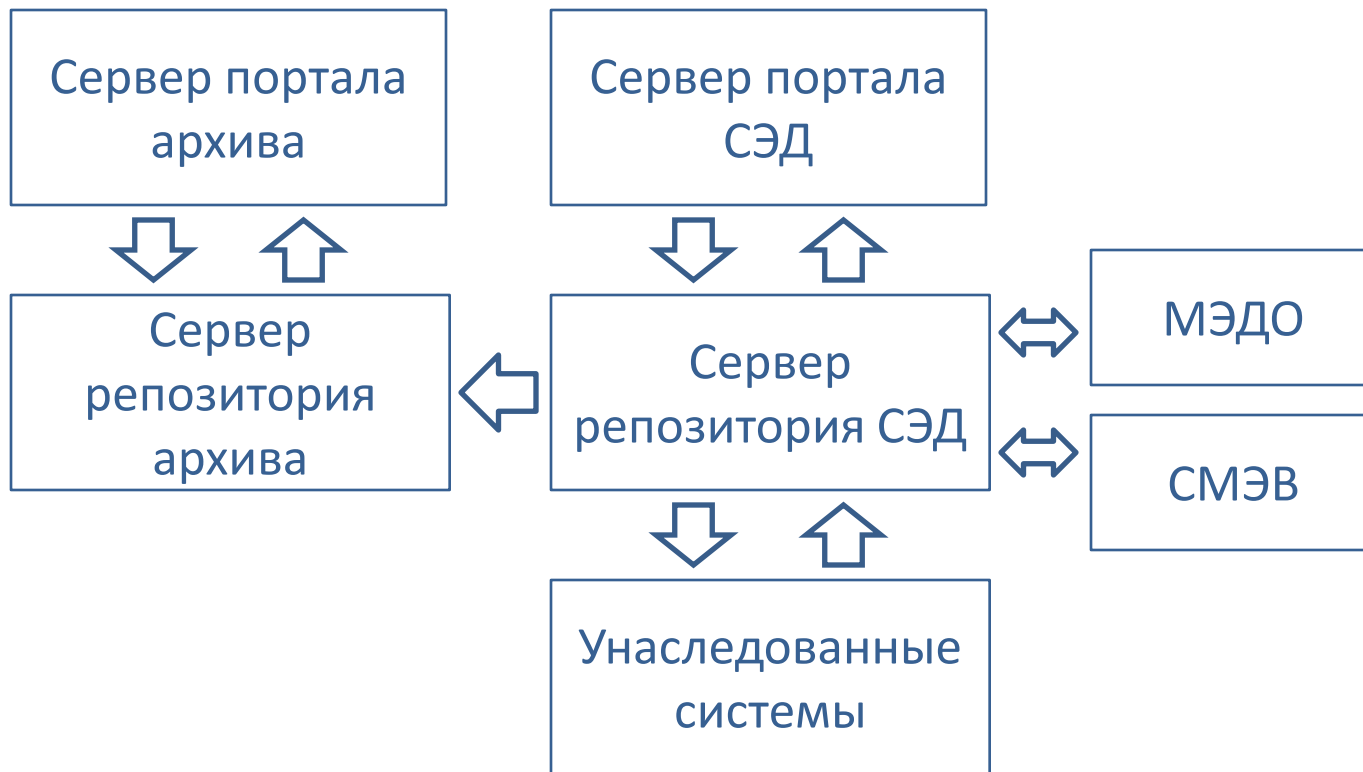 Сервер портала
архива
Сервер портала
СЭД
Сервер
репозитория
архива
Сервер
репозитория СЭД
МЭДО
СМЭВ
Унаследованные
системы